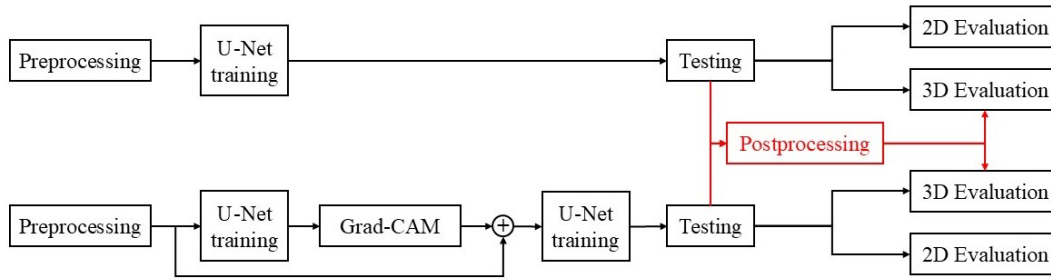 2D Evaluation
Preprocessing
U-Net
training
Testing
3D Evaluation
Postprocessing
3D Evaluation
Preprocessing
U-Net
training
Grad-CAM
+
U-Net
training
Testing
2D Evaluation